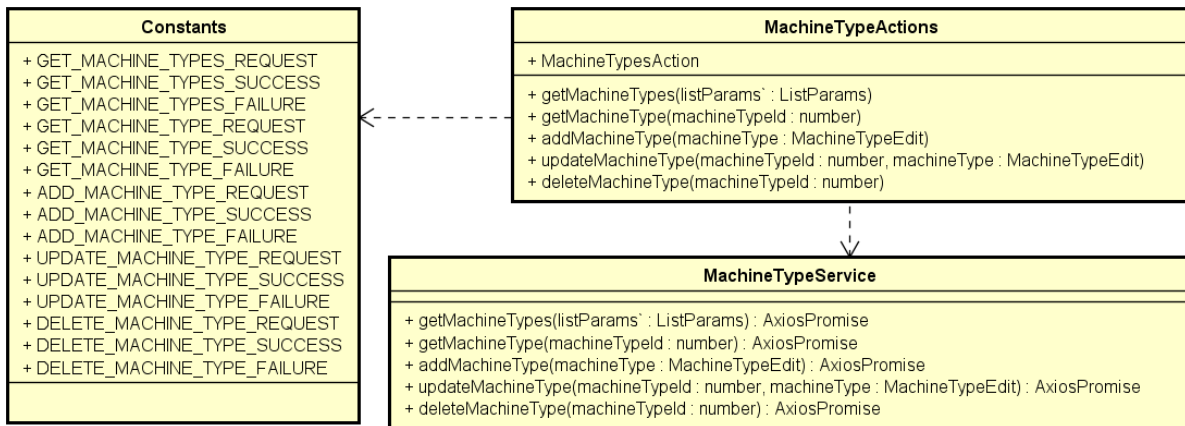 Constants
+ GET_MACHINE_TYPES_REQUEST
+ GET_MACHINE_TYPES_SUCCESS
+ GET_MACHINE_TYPES_FAILURE
+ GET_MACHINE_TYPE_REQUEST
+ GET_MACHINE_TYPE_SUCCESS
+ GET_MACHINE_TYPE_FAILURE
+ ADD_MACHINE_TYPE_REQUEST
+ ADD_MACHINE_TYPE_SUCCESS
+ ADD_MACHINE_TYPE_FAILURE
+ UPDATE_MACHINE_TYPE_REQUEST
+ UPDATE_MACHINE_TYPE_SUCCESS
+ UPDATE_MACHINE_TYPE_FAILURE
+ DELETE_MACHINE_TYPE_REQUEST
+ DELETE_MACHINE_TYPE_SUCCESS
+ DELETE_MACHINE_TYPE_FAILURE
MachineTypeActions
+ MachineTypesAction
+ getMachineTypes(listParams` : ListParams)
+ getMachineType(machineTypeId : number)
+ addMachineType(machineType : MachineTypeEdit)
+ updateMachineType(machineTypeId : number, machineType : MachineTypeEdit)
+ deleteMachineType(machineTypeId : number)
MachineTypeService
+ getMachineTypes(listParams` : ListParams) : AxiosPromise
+ getMachineType(machineTypeId : number) : AxiosPromise
+ addMachineType(machineType : MachineTypeEdit) : AxiosPromise
+ updateMachineType(machineTypeId : number, machineType : MachineTypeEdit) : AxiosPromise
+ deleteMachineType(machineTypeId : number) : AxiosPromise